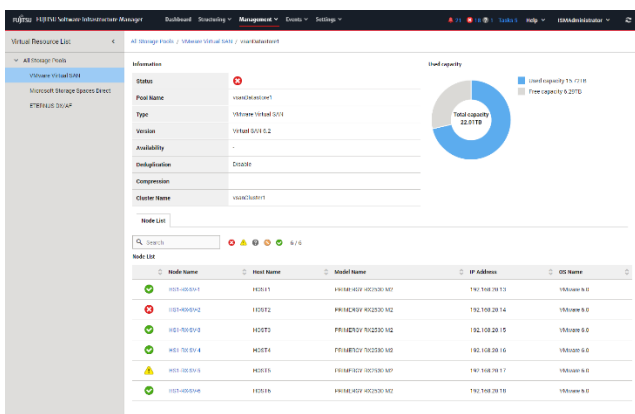 FUJITSU FUJITSU Software Infrastructure Manager
Dashboard Structuring Management Events Settings
Tasks Help ISMAdministrator
Virtual Resource List
All Storage Pools / VMware Virtual SAN / vsanDatastore1
All Storage Pools
VMware Virtual SAN
Microsoft Storage Spaces Direct
ETERNUS DX/AF
Information
Used capacity
Status
Pool Name vsanDatastore1
Type VMware Virtual SAN
Version Virtual SAN 6.2
Availability -
Deduplication Disable
Compression
Cluster Name vsanCluster1
Used capacity 15.72TB
Free capacity 6.29TB
Total capacity
22.01TB
Node List
Search 6 / 6
Node List
Node Name Host Name Model Name IP Address OS Name
HOST1 PRIMERGY RX2530 M2 192.168.20.13 VMware 6.0
HOST2 PRIMERGY RX2530 M2 192.168.20.14 VMware 6.0
HOST3 PRIMERGY RX2530 M2 192.168.20.15 VMware 6.0
HOST4 PRIMERGY RX2530 M2 192.168.20.16 VMware 6.0
HOST5 PRIMERGY RX2530 M2 192.168.20.17 VMware 6.0
HOST6 PRIMERGY RX2530 M2 192.168.20.18 VMware 6.0